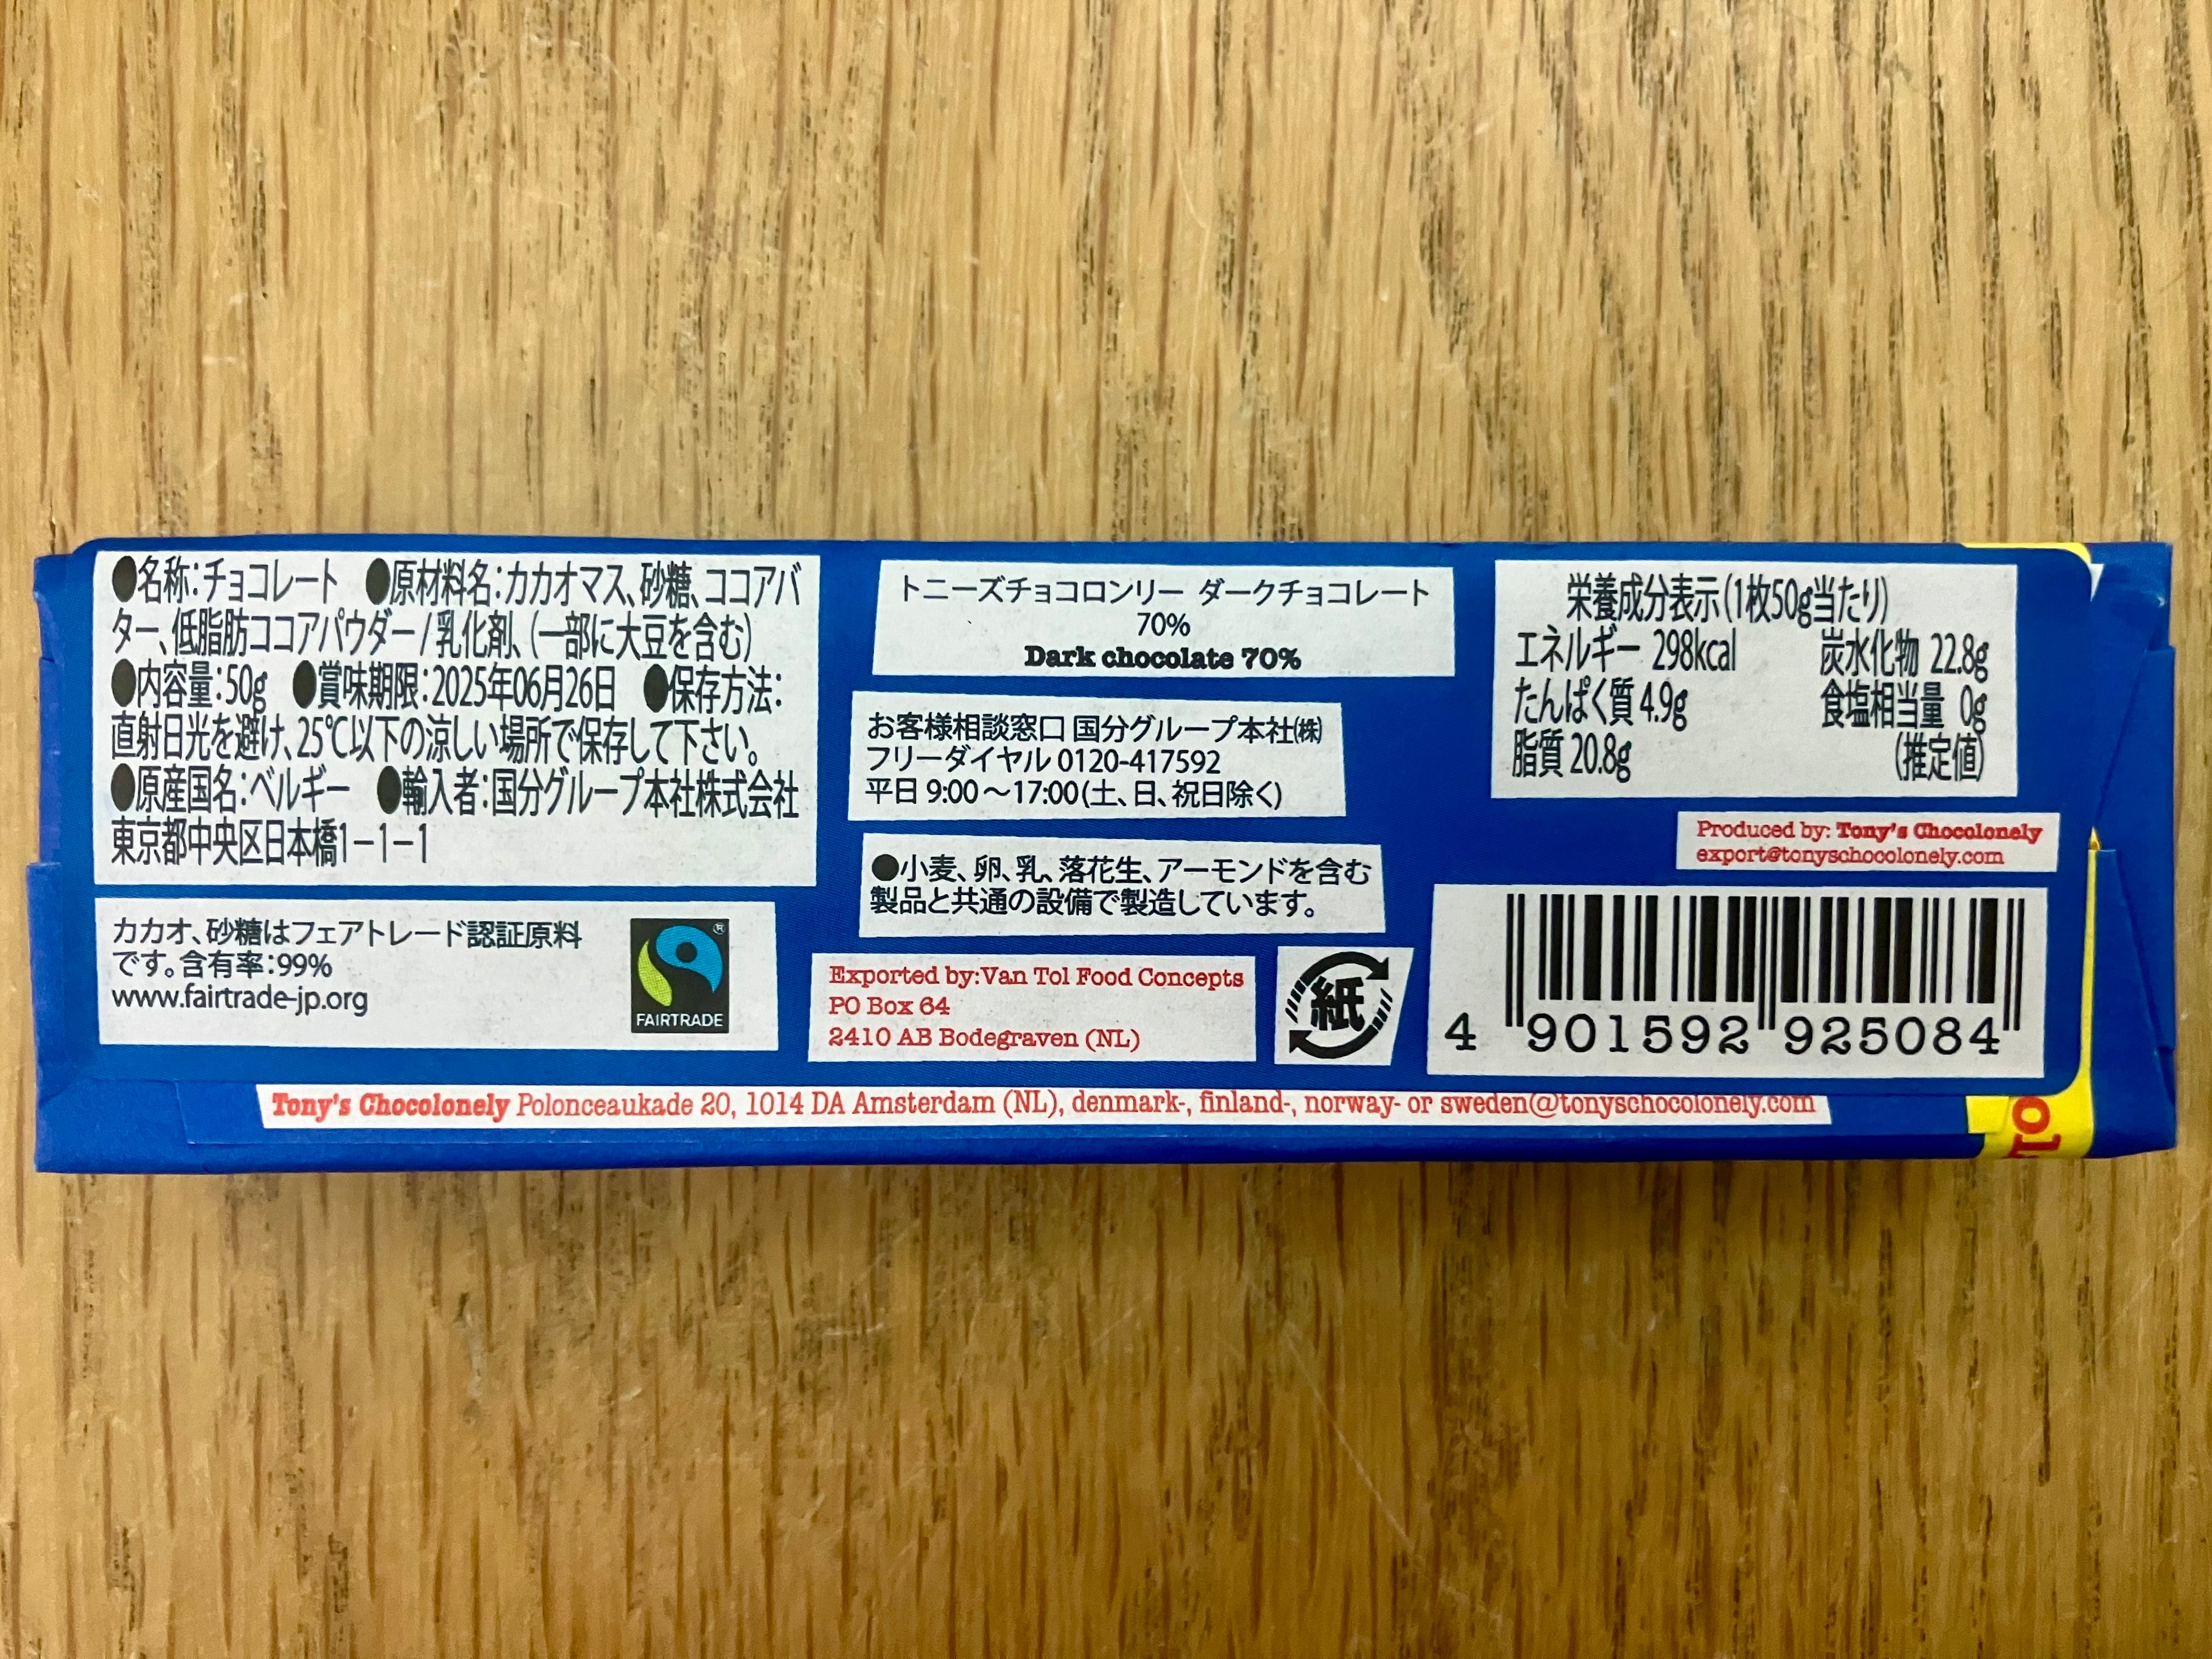 ●名称:チョコレート ●原材料名:カカオマス、砂糖、ココアバ
ター、低脂肪ココアパウダー/乳化剤、(一部に大豆を含む)
●内容量:50g ●賞味期限:2025年06月26日 ●保存方法:
直射日光を避け、25℃以下の涼しい場所で保存して下さい。
●原産国名:ベルギー ●輸入者:国分グループ本社株式会社
東京都中央区日本橋1-1-1
カカオ、砂糖はフェアトレード認証原料
です。含有率:99%
www.fairtrade-jp.org
FAIRTRADE
トニーズチョコロンリー ダークチョコレート
70%
Dark chocolate 70%
お客様相談窓口 国分グループ本社㈱
フリーダイヤル 0120-417592
平日 9:00〜17:00(土、日、祝日除く)
●小麦、卵、乳、落花生、アーモンドを含む
製品と共通の設備で製造しています。
Exported by:Van Tol Food Concepts
PO Box 64
2410 AB Bodegraven (NL)
紙
栄養成分表示(1枚50g当たり)
エネルギー 298kcal 炭水化物 22.8g
たんぱく質 4.9g 食塩相当量 0g
脂質 20.8g (推定値)
Produced by: Tony's Chocolonely
export@tonyschocolonely.com
4 901592 925084
Tony's Chocolonely Polonceaukade 20, 1014 DA Amsterdam (NL), denmark-, finland-, norway- or sweden@tonyschocolonely.com